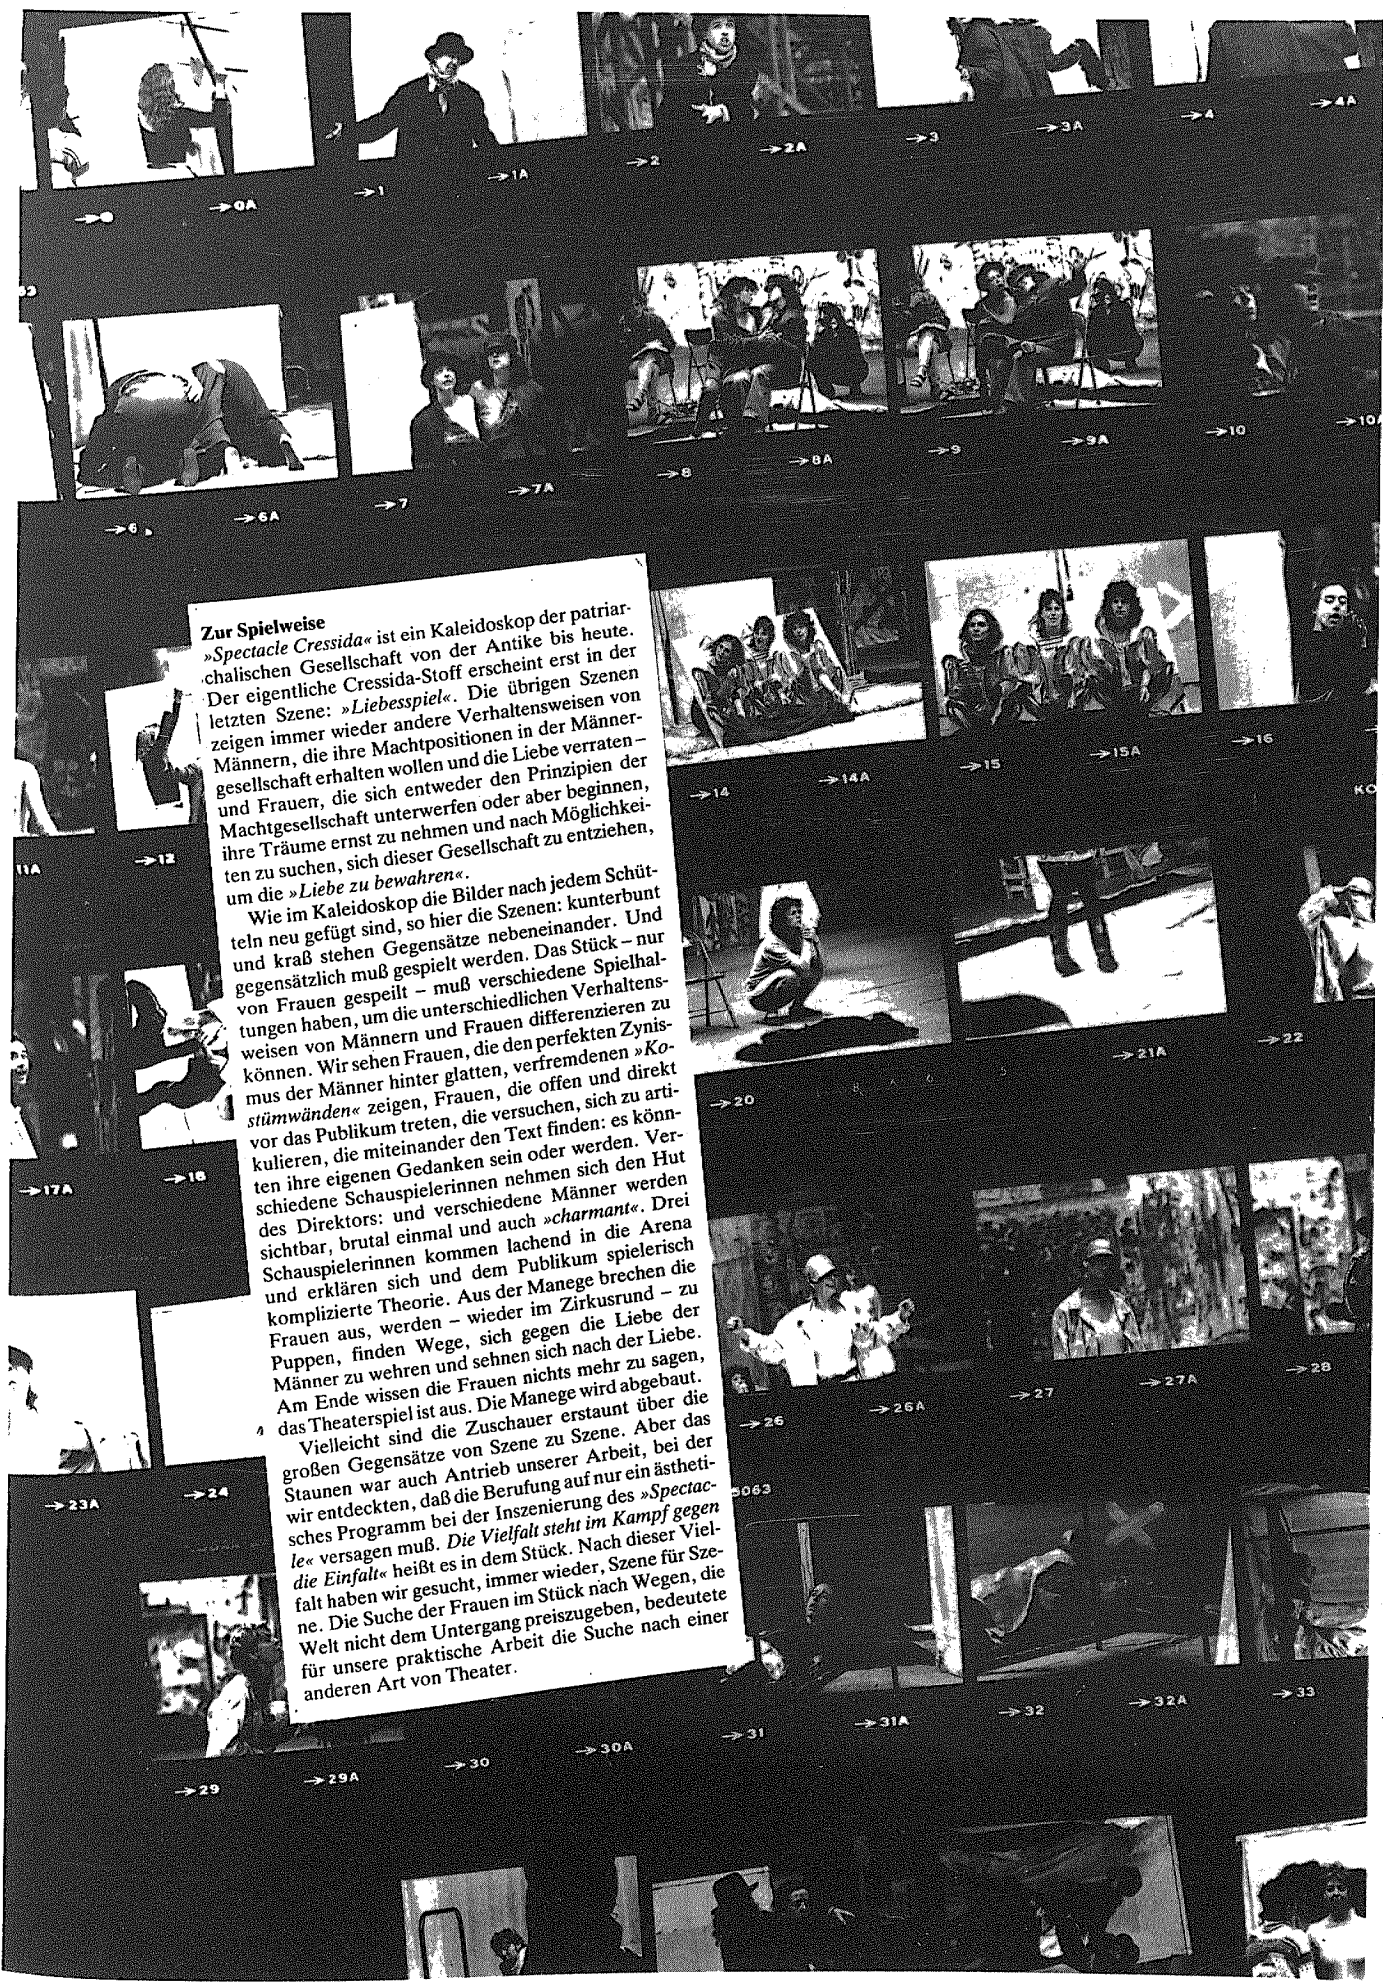 →0
→0A
→1
→1A
→2
→2A
→3
→3A
→4
→4A
63
→6
→6A
→7
→7A
→8
→8A
→9
→9A
→10
→10A
Zur Spielweise
»Spectacle Cressida« ist ein Kaleidoskop der patriar-
chalischen Gesellschaft von der Antike bis heute.
Der eigentliche Cressida-Stoff erscheint erst in der
letzten Szene: »Liebesspiel«. Die übrigen Szenen
zeigen immer wieder andere Verhaltensweisen von
Männern, die ihre Machtpositionen in der Männer-
gesellschaft erhalten wollen und die Liebe verraten –
und Frauen, die sich entweder den Prinzipien der
Machtgesellschaft unterwerfen oder aber beginnen,
ihre Träume ernst zu nehmen und nach Möglichkei-
ten zu suchen, sich dieser Gesellschaft zu entziehen,
um die »Liebe zu bewahren«.
Wie im Kaleidoskop die Bilder nach jedem Schüt-
teln neu gefügt sind, so hier die Szenen: kunterbunt
und kraß stehen Gegensätze nebeneinander. Und
gegensätzlich muß gespielt werden. Das Stück – nur
von Frauen gespeilt – muß verschiedene Spielhal-
tungen haben, um die unterschiedlichen Verhaltens-
weisen von Männern und Frauen differenzieren zu
können. Wir sehen Frauen, die den perfekten Zynis-
mus der Männer hinter glatten, verfremdenen »Ko-
stümwänden« zeigen, Frauen, die offen und direkt
vor das Publikum treten, die versuchen, sich zu arti-
kulieren, die miteinander den Text finden: es könn-
ten ihre eigenen Gedanken sein oder werden. Ver-
schiedene Schauspielerinnen nehmen sich den Hut
des Direktors: und verschiedene Männer werden
sichtbar, brutal einmal und auch »charmant«. Drei
Schauspielerinnen kommen lachend in die Arena
und erklären sich und dem Publikum spielerisch
komplizierte Theorie. Aus der Manege brechen die
Frauen aus, werden – wieder im Zirkusrund – zu
Puppen, finden Wege, sich gegen die Liebe der
Männer zu wehren und sehnen sich nach der Liebe.
Am Ende wissen die Frauen nichts mehr zu sagen,
das Theaterspiel ist aus. Die Manege wird abgebaut.
Vielleicht sind die Zuschauer erstaunt über die
großen Gegensätze von Szene zu Szene. Aber das
Staunen war auch Antrieb unserer Arbeit, bei der
wir entdeckten, daß die Berufung auf nur ein ästheti-
sches Programm bei der Inszenierung des »Spectac-
le« versagen muß. Die Vielfalt steht im Kampf gegen
die Einfalt« heißt es in dem Stück. Nach dieser Viel-
falt haben wir gesucht, immer wieder, Szene für Sze-
ne. Die Suche der Frauen im Stück nach Wegen, die
Welt nicht dem Untergang preiszugeben, bedeutete
für unsere praktische Arbeit die Suche nach einer
anderen Art von Theater.
11A
→12
→14
→14A
→15
→15A
→16
KO
→17A
→18
→20
→21A
→22
→23A
→24
→26
→26A
→27
→27A
→28
5063
→29
→29A
→30
→30A
→31
→31A
→32
→32A
→33